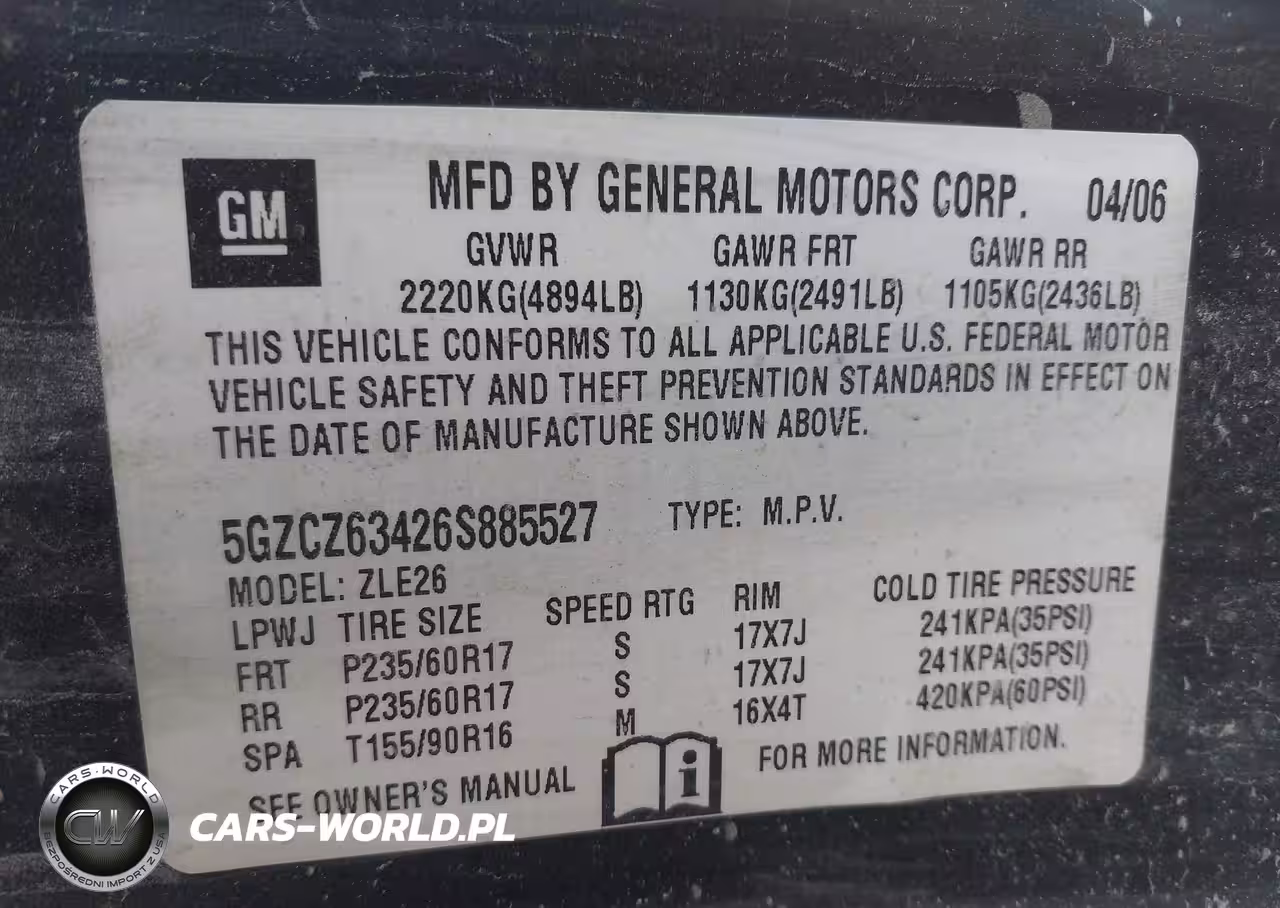 GM
MFD BY GENERAL MOTORS CORP. 04/06
GVWR GAWR FRT GAWR RR
2220KG(4894LB) 1130KG(2491LB) 1105KG(2436LB)
THIS VEHICLE CONFORMS TO ALL APPLICABLE U.S. FEDERAL MOTOR
VEHICLE SAFETY AND THEFT PREVENTION STANDARDS IN EFFECT ON
THE DATE OF MANUFACTURE SHOWN ABOVE.
5GZCZ63426S885527 TYPE: M.P.V.
MODEL: ZLE26
LPWJ TIRE SIZE SPEED RTG RIM COLD TIRE PRESSURE
FRT P235/60R17 S 17X7J 241KPA(35PSI)
RR P235/60R17 S 17X7J 241KPA(35PSI)
SPA T155/90R16 M 16X4T 420KPA(60PSI)
SEE OWNER'S MANUAL i FOR MORE INFORMATION.
CARS-WORLD
CW
BEZPOŚREDNI IMPORT Z USA
CARS-WORLD.PL